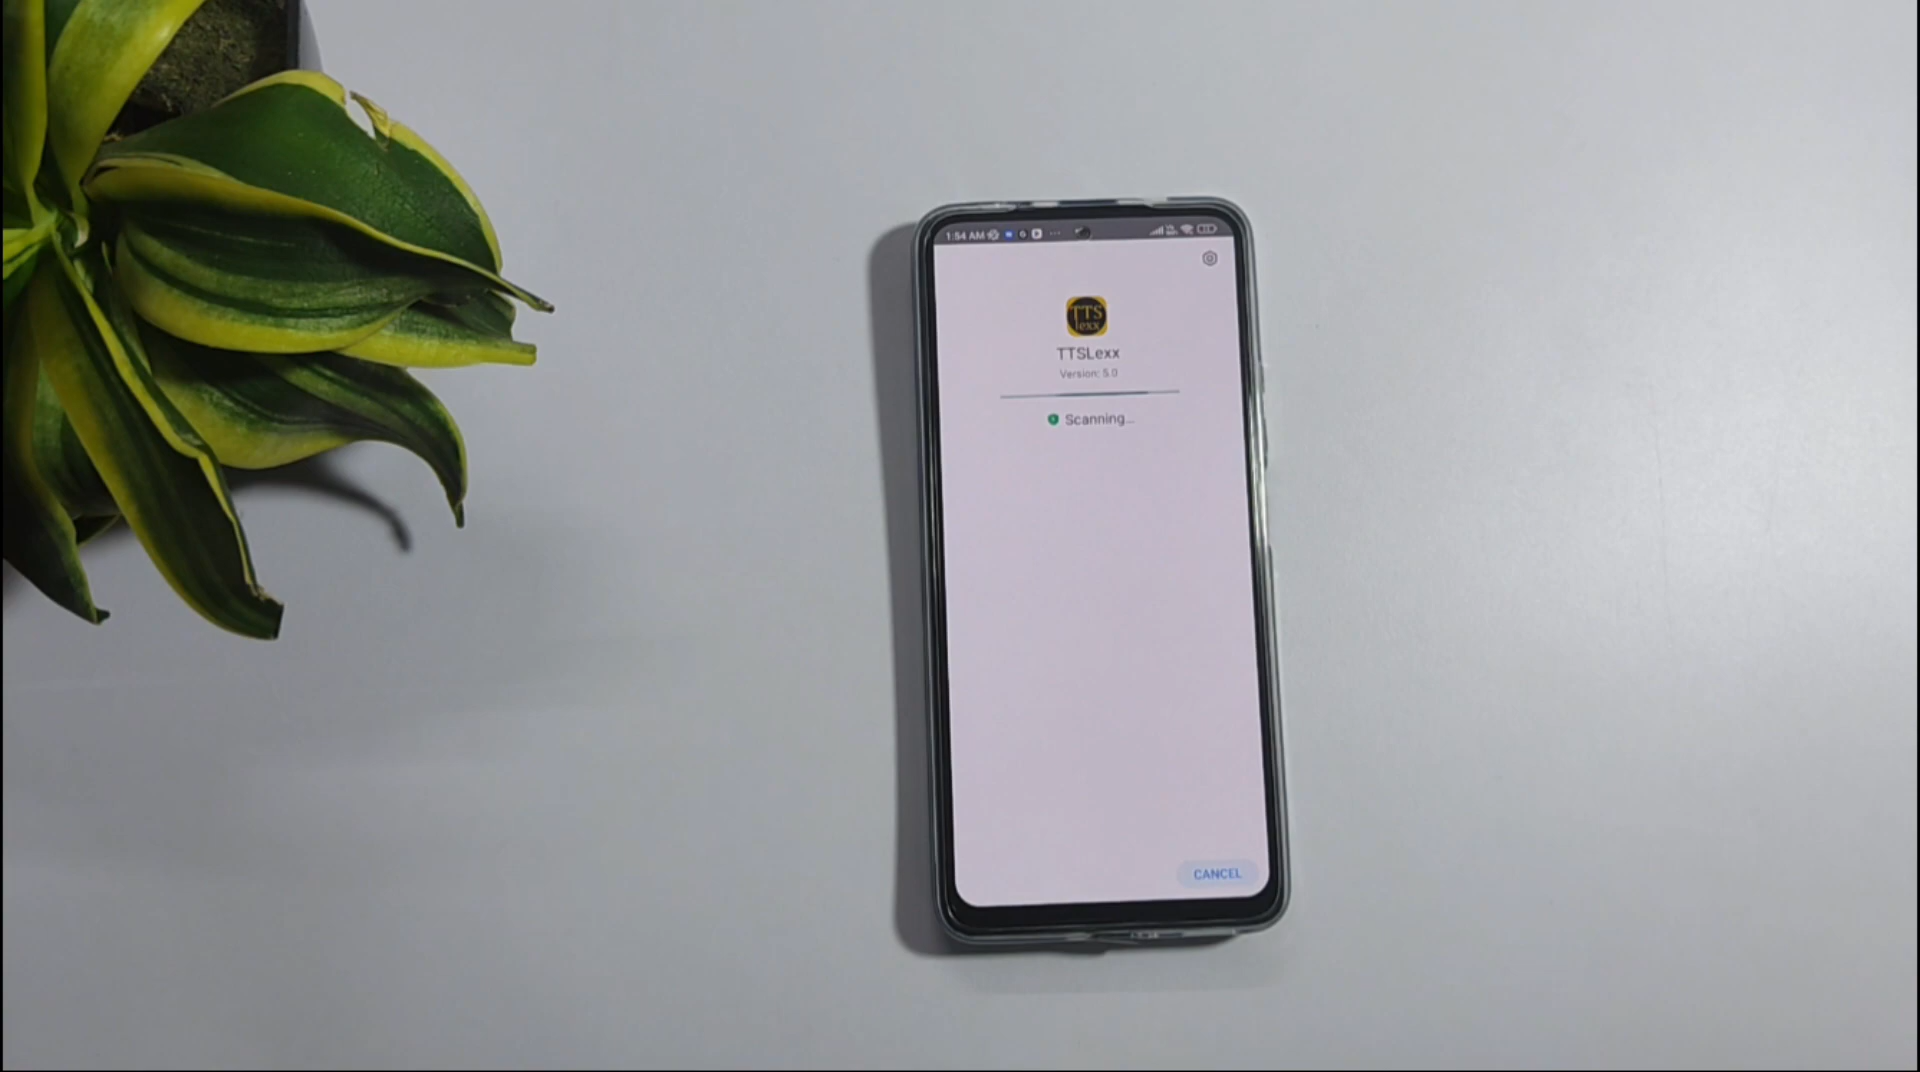 1:54 AM
TTS
lexx
TTSLexx
Version: 5.0
Scanning...
CANCEL